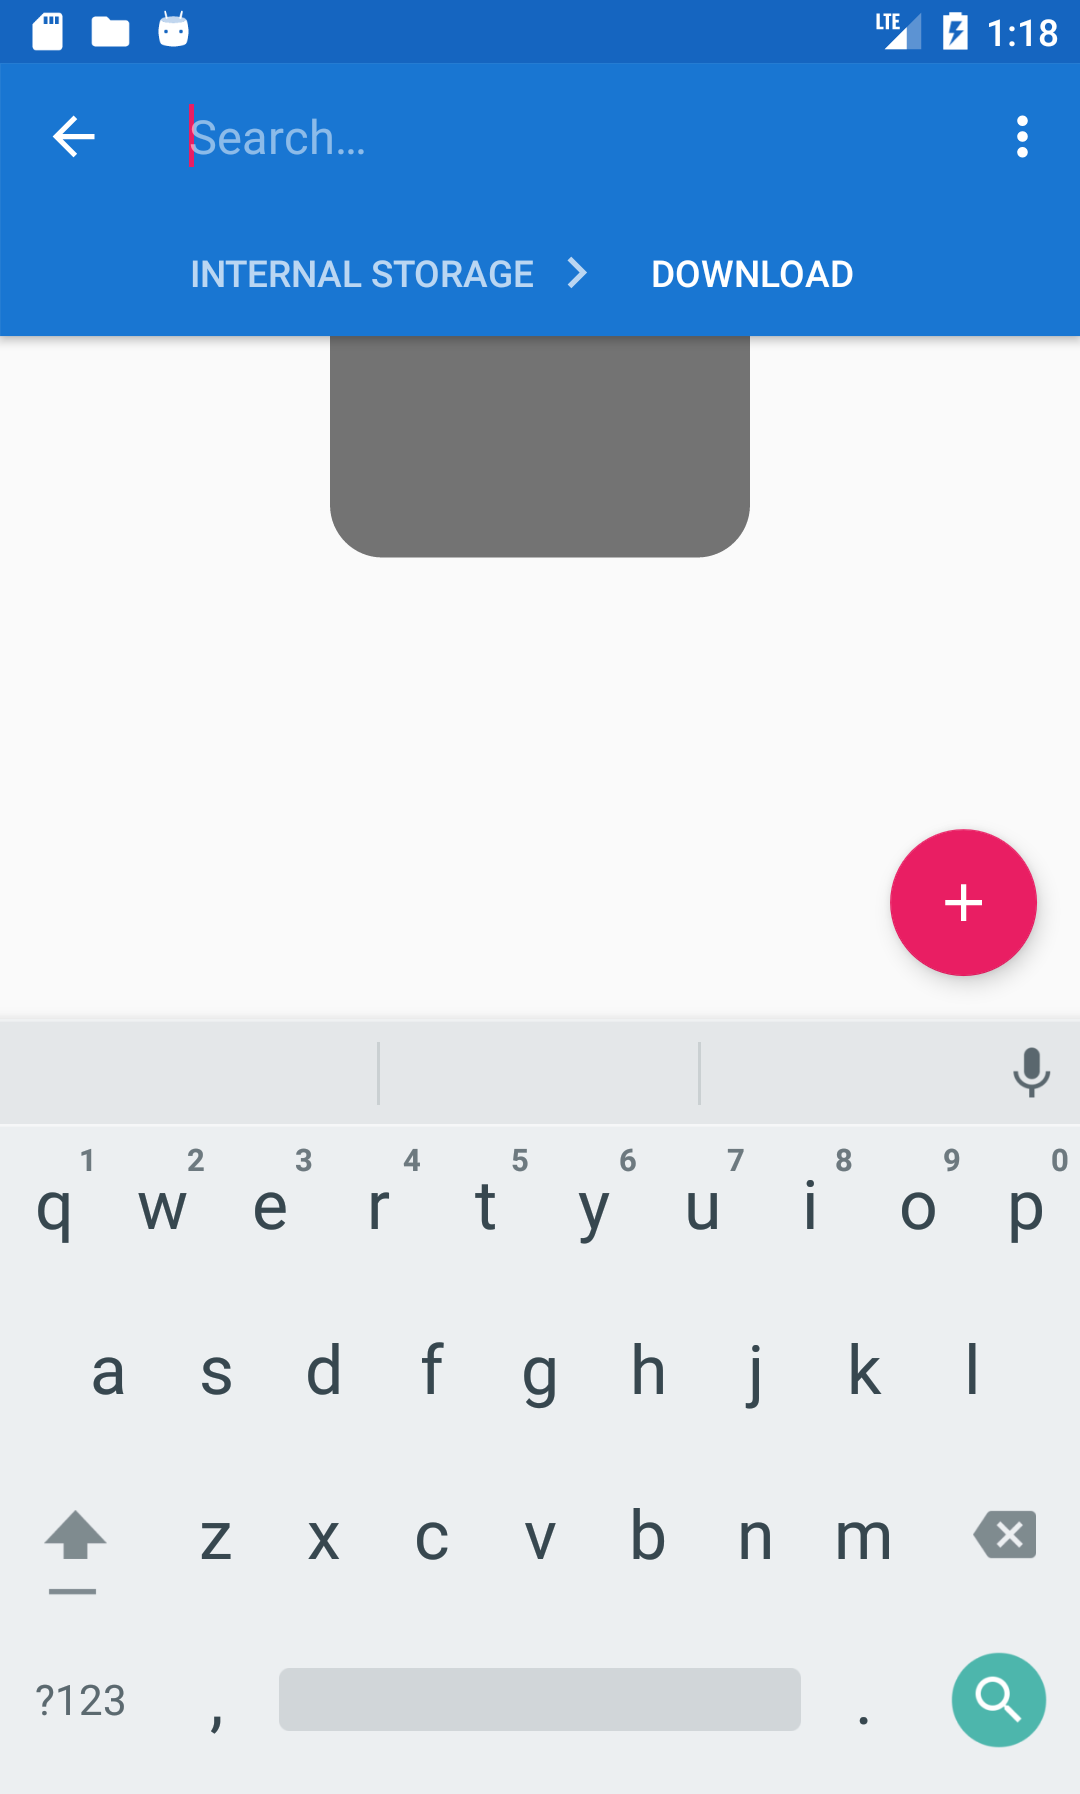 LTE 1:18
Search…
INTERNAL STORAGE DOWNLOAD
1 2 3 4 5 6 7 8 9 0
q w e r t y u i o p
a s d f g h j k l
z x c v b n m
?123 , .